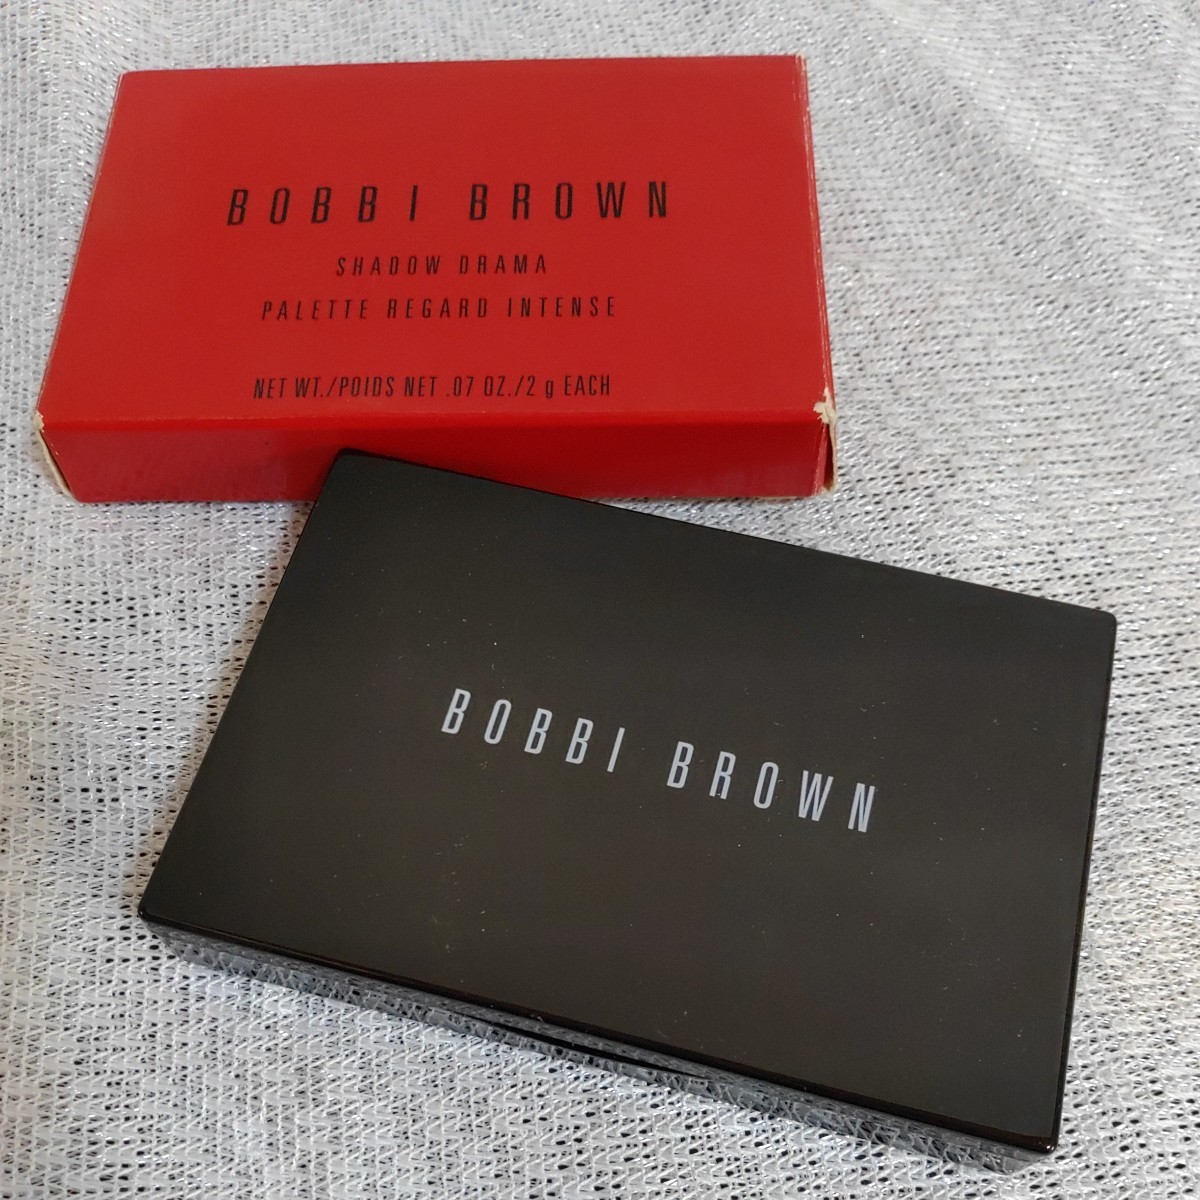 BOBBI BROWN
SHADOW DRAMA
PALETTE REGARD INTENSE
NET WT./POIDS NET .07 OZ./2 g EACH
BOBBI BROWN